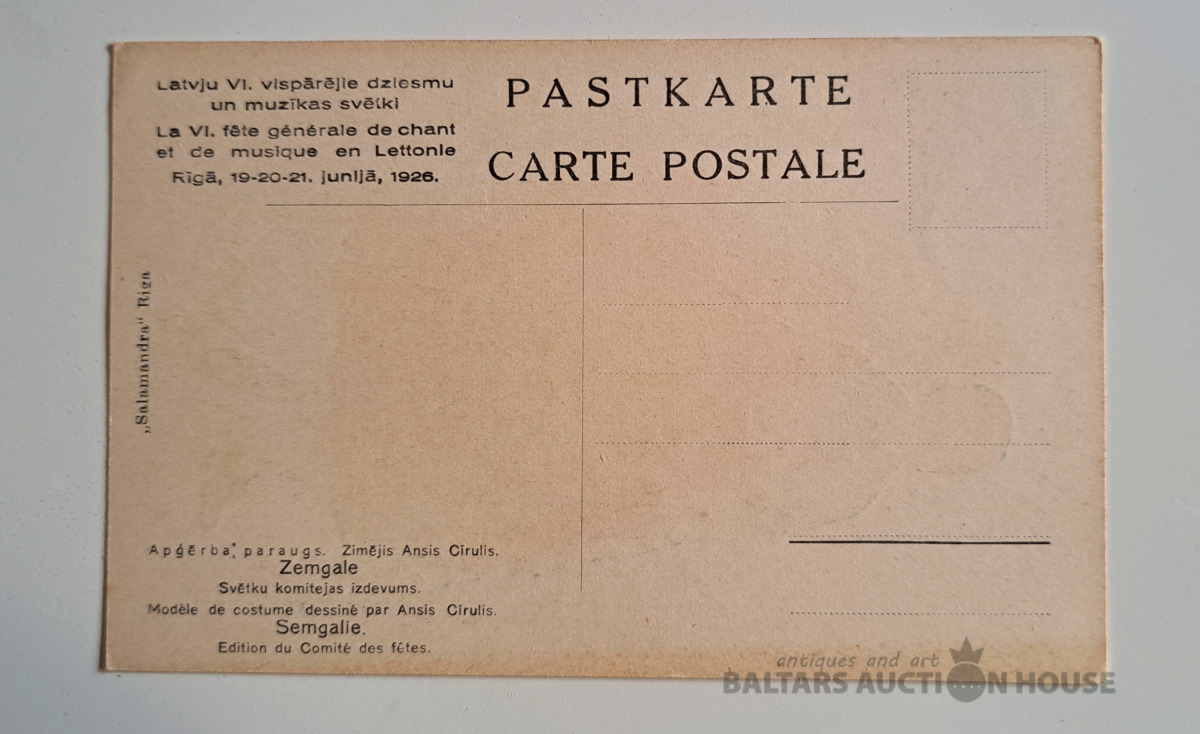 Latvju VI. vispārējie dziesmu
un muzīkas svētki
La VI. fête générale de chant
et de musique en Lettonie
Rīgā, 19-20-21. junijā, 1926.
PASTKARTE
CARTE POSTALE
„Salamandra“ Riga
Apģērba paraugs. Zīmējis Ansis Cīrulis.
Zemgale
Svētku komitejas izdevums.
Modèle de costume dessiné par Ansis Cīrulis.
Semgalie.
Edition du Comité des fêtes.
antiques and art
BALTARS AUCTION HOUSE